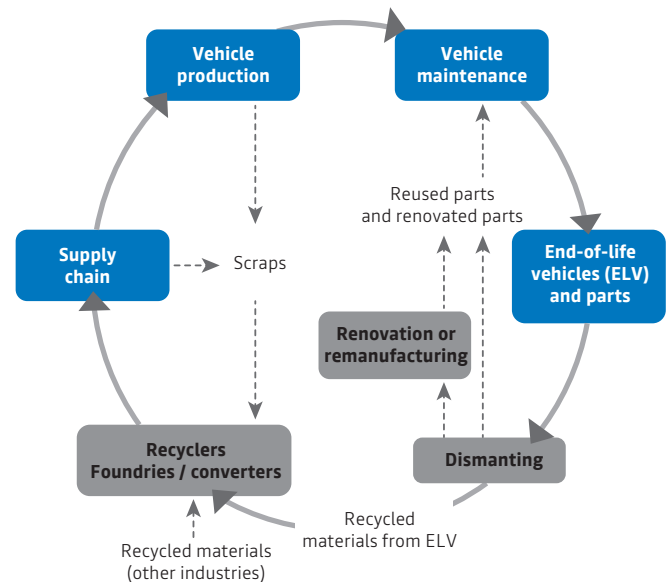 Vehicle
production
Vehicle
maintenance
Reused parts
and renovated parts
Supply
chain
Scraps
End-of-life
vehicles (ELV)
and parts
Renovation or
remanufacturing
Recyclers
Foundries / converters
Dismanting
Recycled
materials from ELV
Recycled materials
(other industries)